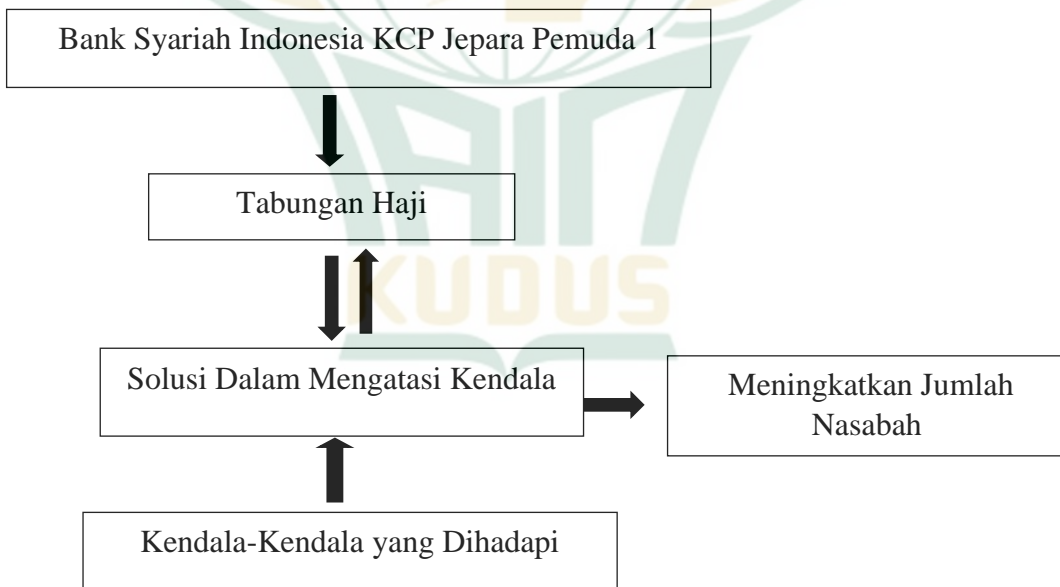 Bank Syariah Indonesia KCP Jepara Pemuda 1
Tabungan Haji
KUDUS
Solusi Dalam Mengatasi Kendala
Meningkatkan Jumlah
Nasabah
Kendala-Kendala yang Dihadapi